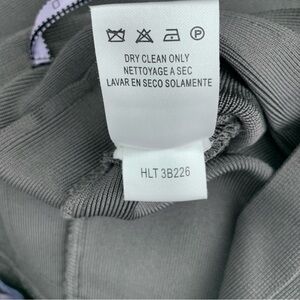 DRY CLEAN ONLY
NETTOYAGE A SEC
LAVAR EN SECO SOLAMENTE
HLT 3B226